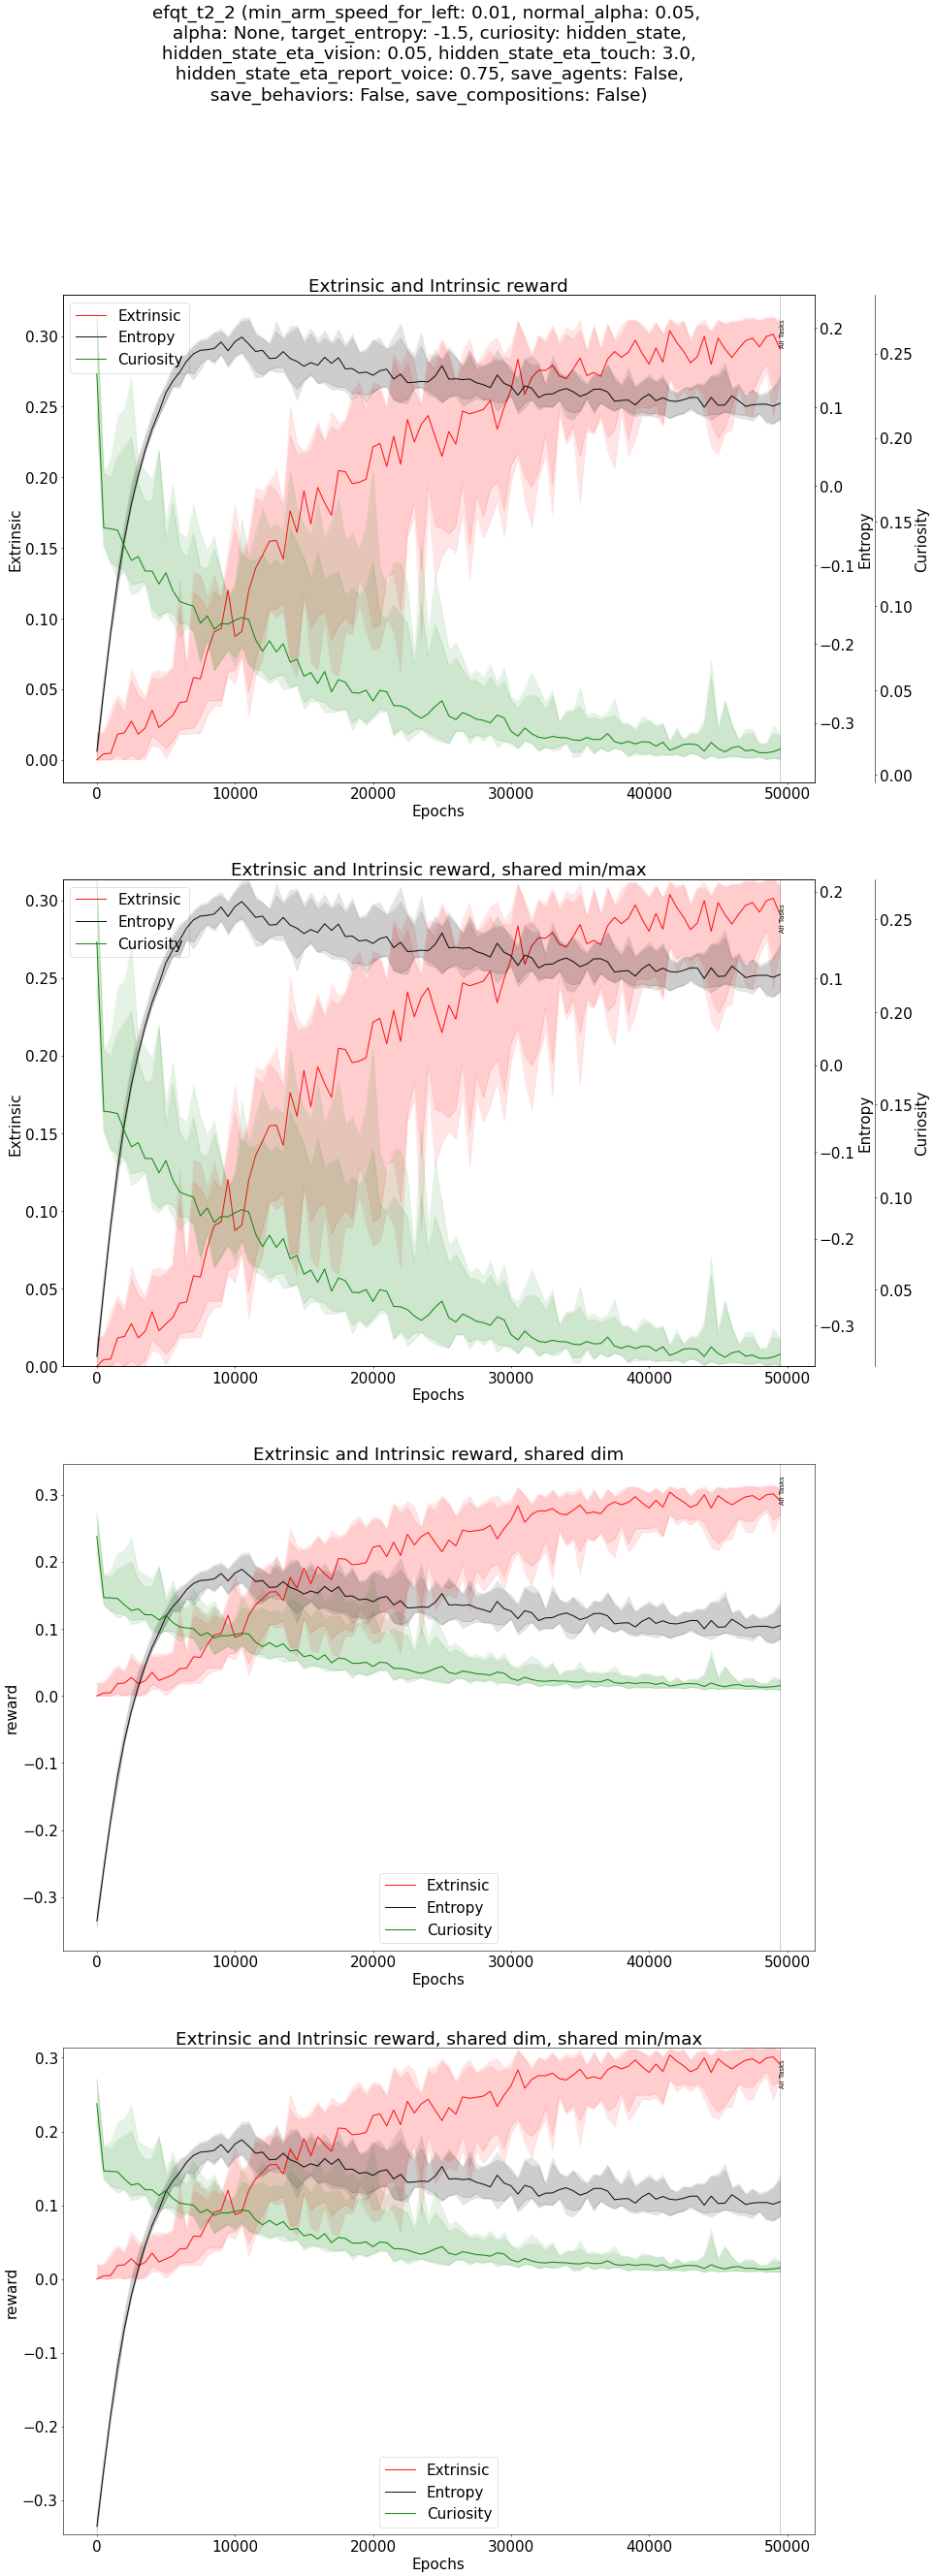 efqt_t2_2 (min_arm_speed_for_left: 0.01, normal_alpha: 0.05,
alpha: None, target_entropy: -1.5, curiosity: hidden_state,
hidden_state_eta_vision: 0.05, hidden_state_eta_touch: 3.0,
hidden_state_eta_report_voice: 0.75, save_agents: False,
save_behaviors: False, save_compositions: False)
Extrinsic and Intrinsic reward
Extrinsic
Entropy
Curiosity
All Tasks
0.30
0.25
0.20
0.15
0.10
0.05
0.00
Extrinsic
0.2
0.1
0.0
−0.1
−0.2
−0.3
Entropy
0.25
0.20
0.15
0.10
0.05
0.00
Curiosity
0 10000 20000 30000 40000 50000
Epochs
Extrinsic and Intrinsic reward, shared min/max
Extrinsic
Entropy
Curiosity
All Tasks
0.30
0.25
0.20
0.15
0.10
0.05
0.00
Extrinsic
0.2
0.1
0.0
−0.1
−0.2
−0.3
Entropy
0.25
0.20
0.15
0.10
0.05
Curiosity
0 10000 20000 30000 40000 50000
Epochs
Extrinsic and Intrinsic reward, shared dim
All Tasks
0.3
0.2
0.1
0.0
−0.1
−0.2
−0.3
reward
Extrinsic
Entropy
Curiosity
0 10000 20000 30000 40000 50000
Epochs
Extrinsic and Intrinsic reward, shared dim, shared min/max
All Tasks
0.3
0.2
0.1
0.0
−0.1
−0.2
−0.3
reward
Extrinsic
Entropy
Curiosity
0 10000 20000 30000 40000 50000
Epochs